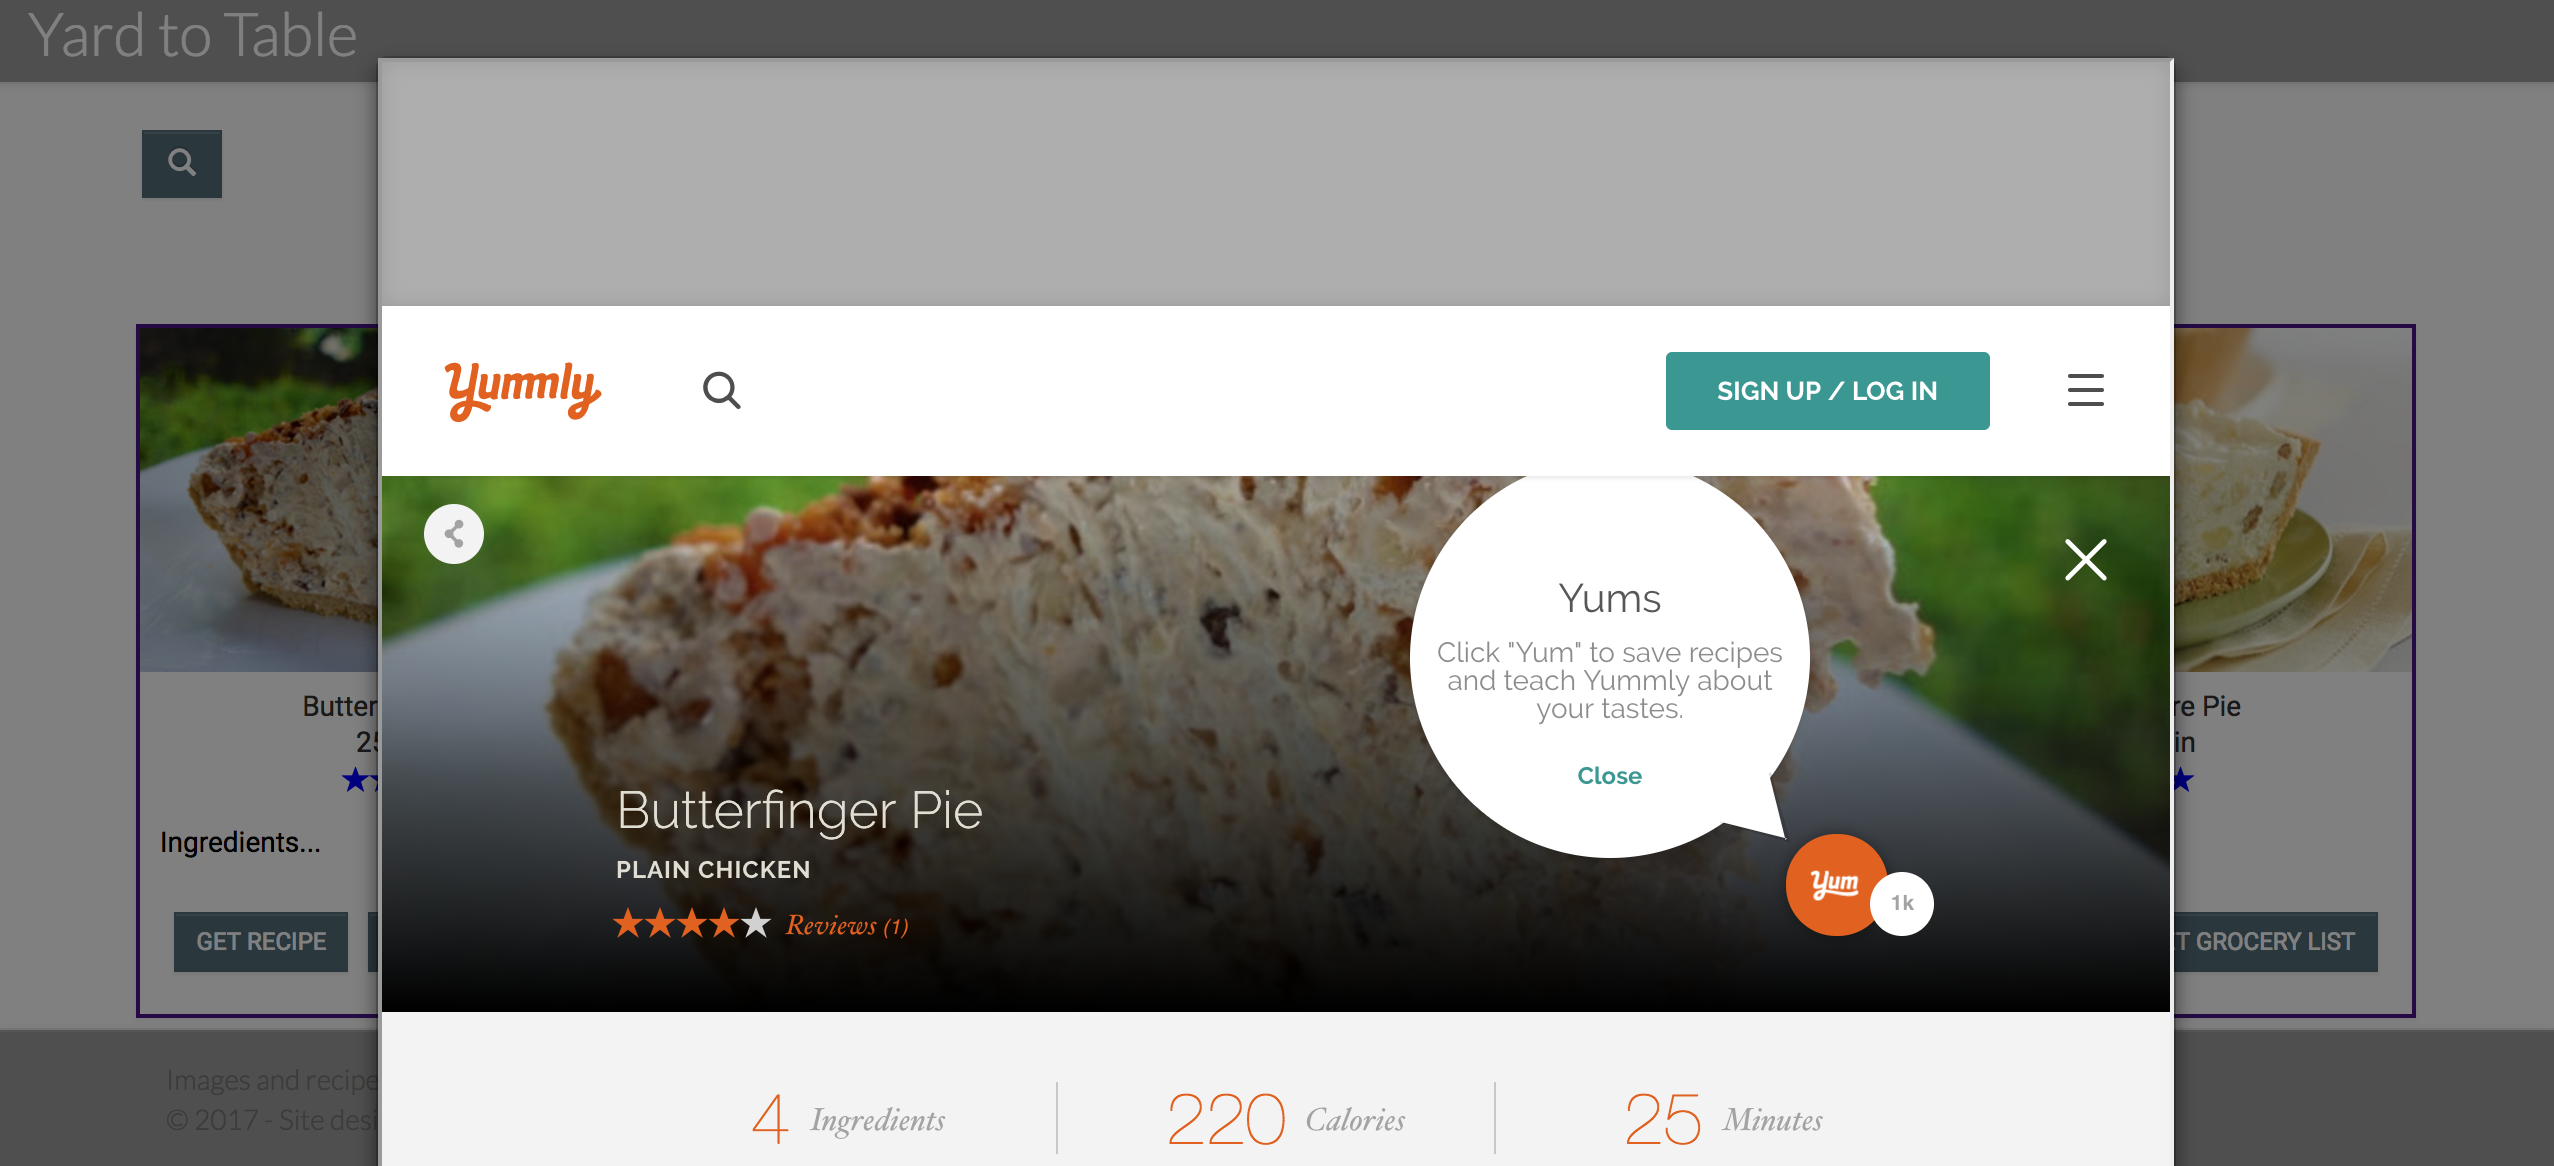 Yard to Table
Yummly
SIGN UP / LOG IN
Yums
Click "Yum" to save recipes
and teach Yummly about
your tastes.
Close
Butterfinger Pie
PLAIN CHICKEN
Reviews (1)
Yum
1k
4 Ingredients
220 Calories
25 Minutes
Butter
25
Ingredients...
GET RECIPE
re Pie
in
T GROCERY LIST
Images and recipe
© 2017 - Site desi